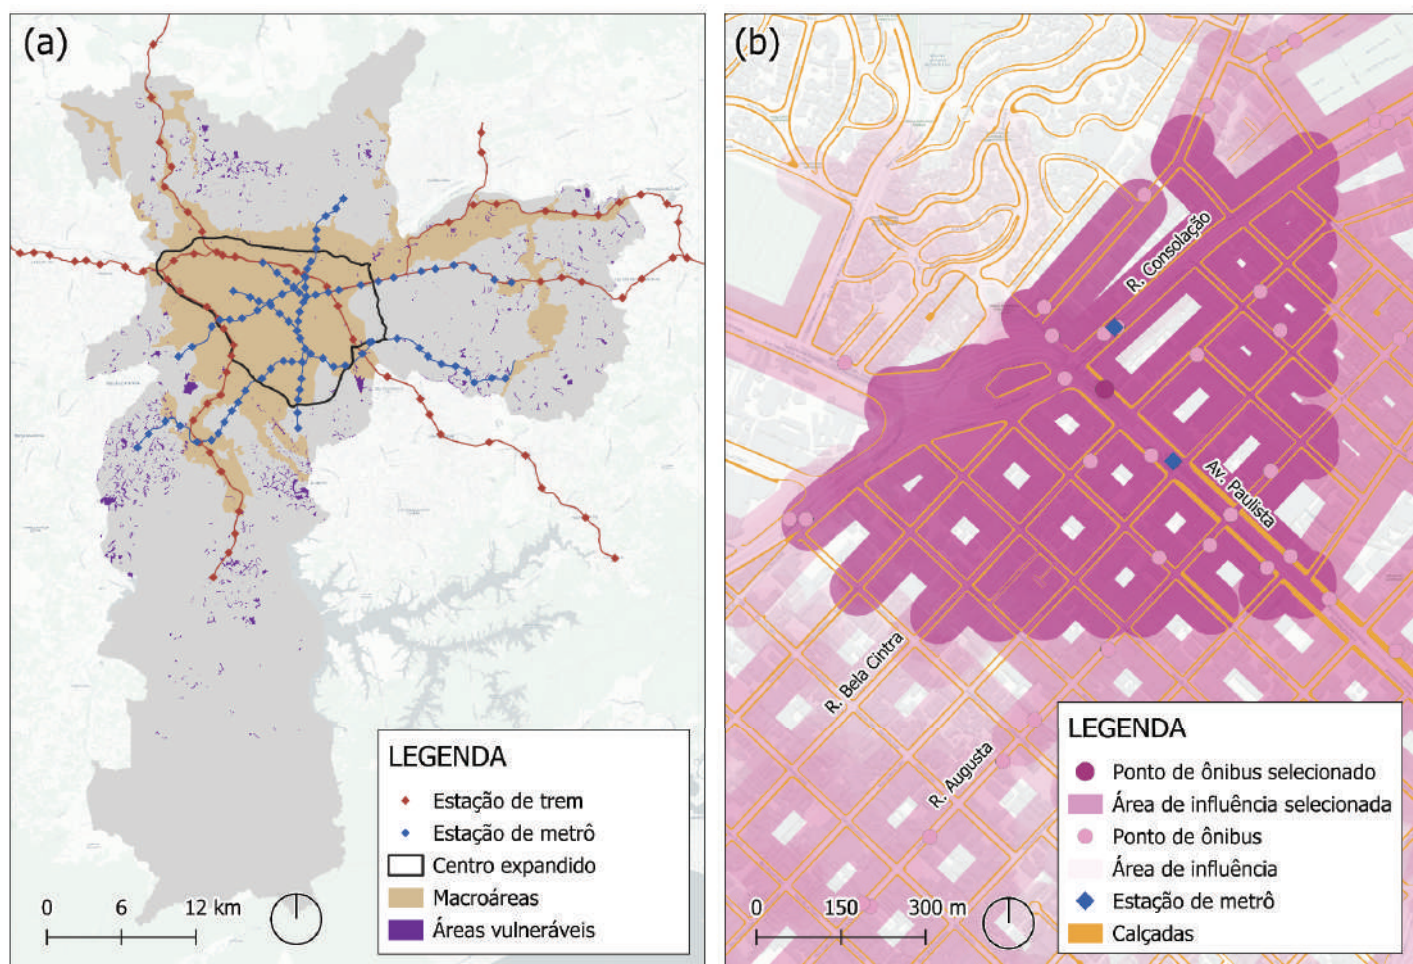 (a)
LEGENDA
Estação de trem
Estação de metrô
Centro expandido
Macroáreas
Áreas vulneráveis
0 6 12 km
(b)
R. Consolação
Av. Paulista
R. Bela Cintra
R. Augusta
LEGENDA
Ponto de ônibus selecionado
Área de influência selecionada
Ponto de ônibus
Área de influência
Estação de metrô
Calçadas
0 150 300 m